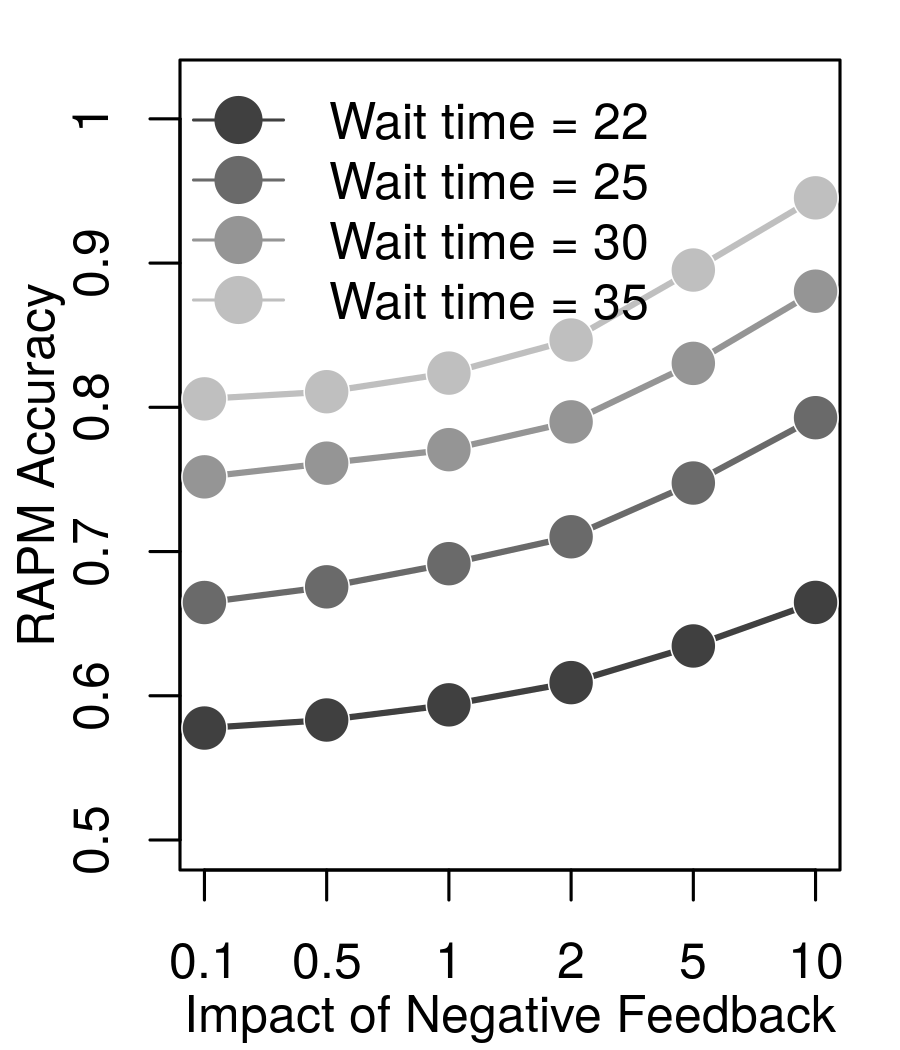 Wait time = 22
Wait time = 25
Wait time = 30
Wait time = 35
RAPM Accuracy
1
0.9
0.8
0.7
0.6
0.5
0.1 0.5 1 2 5 10
Impact of Negative Feedback